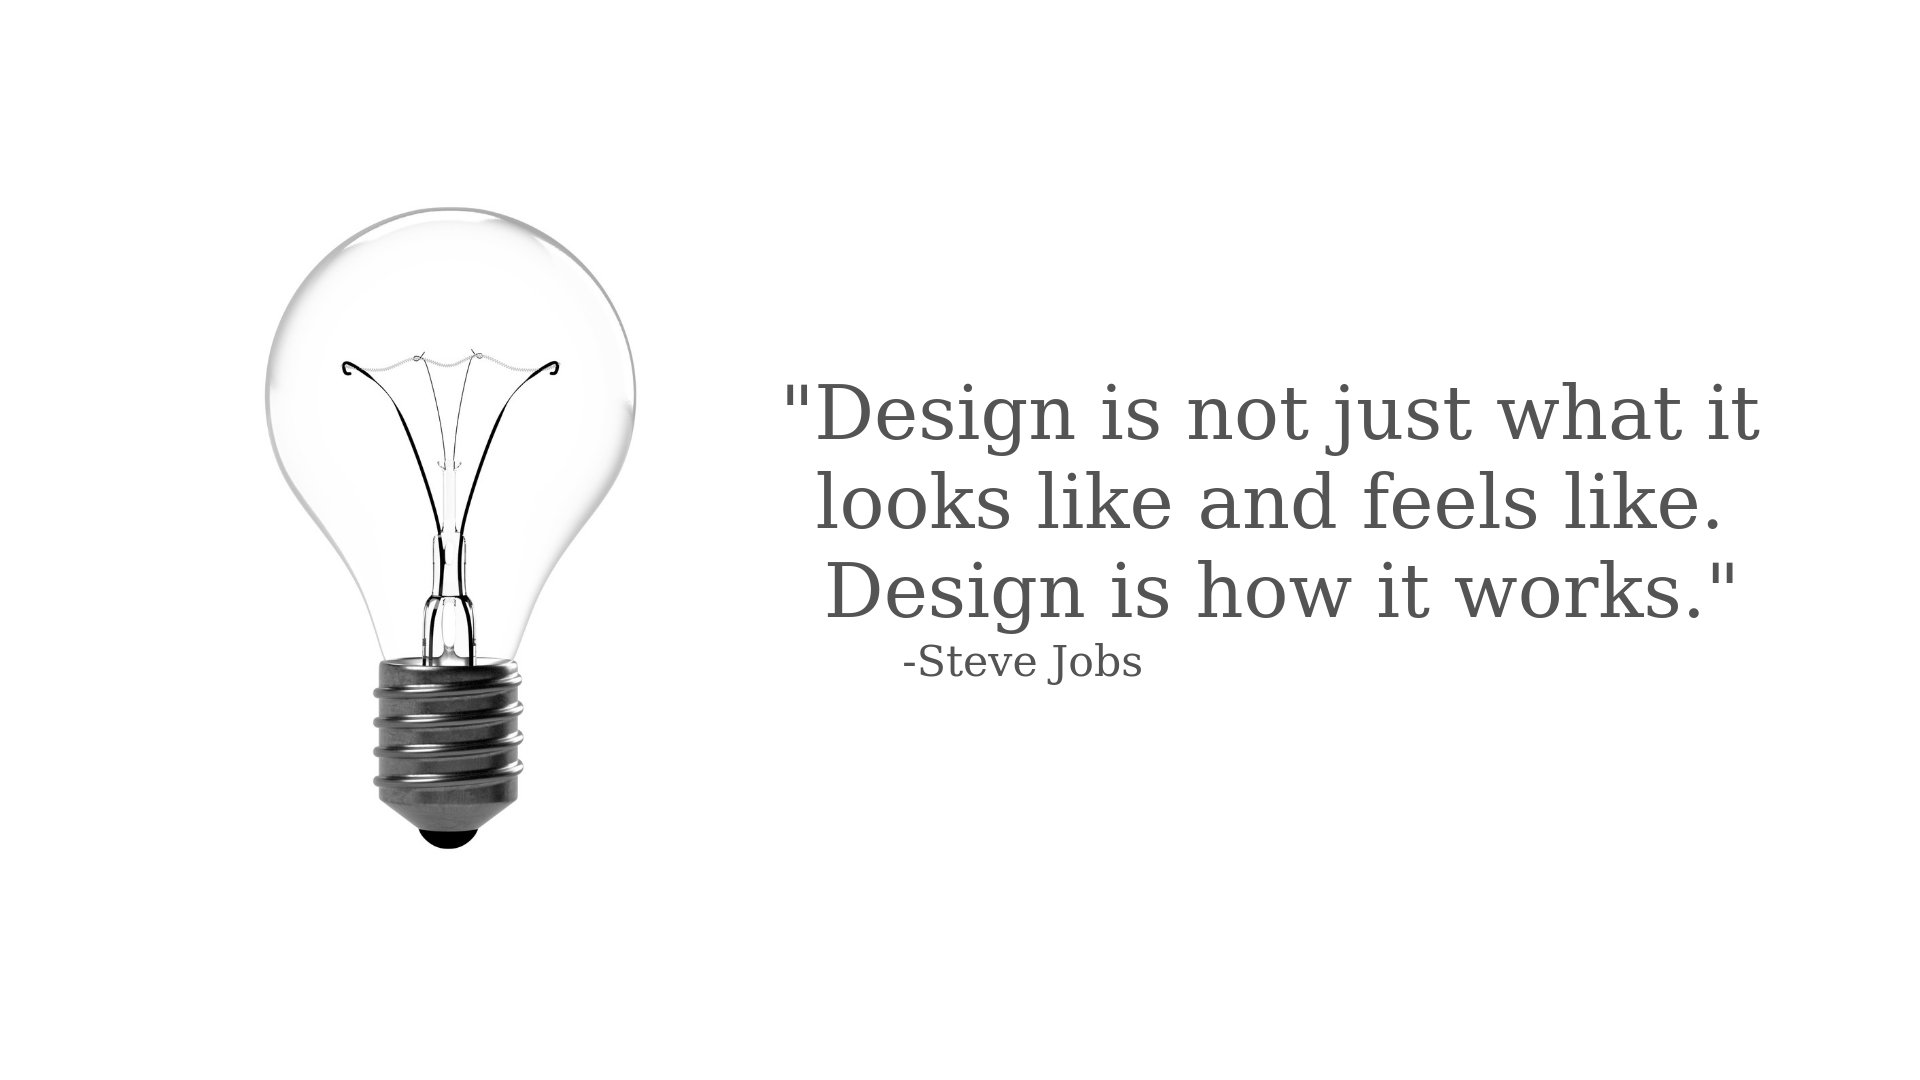 "Design is not just what it
looks like and feels like.
Design is how it works."
-Steve Jobs